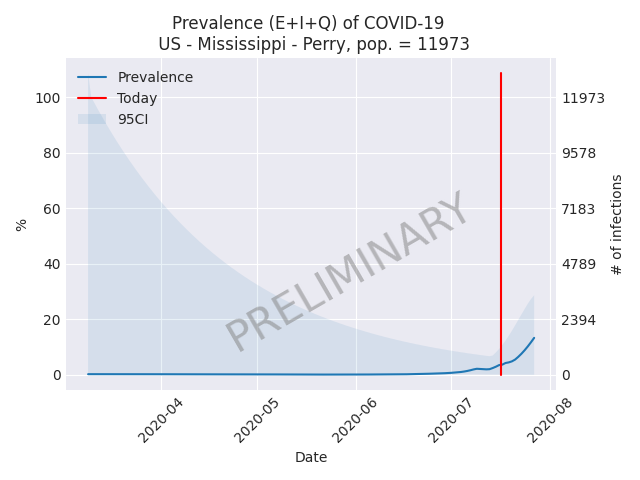 Prevalence (E+I+Q) of COVID-19
US - Mississippi - Perry, pop. = 11973
Prevalence
Today
95CI
100
80
60
40
20
0
%
11973
9578
7183
4789
2394
0
# of infections
PRELIMINARY
2020-04
2020-05
2020-06
2020-07
2020-08
Date